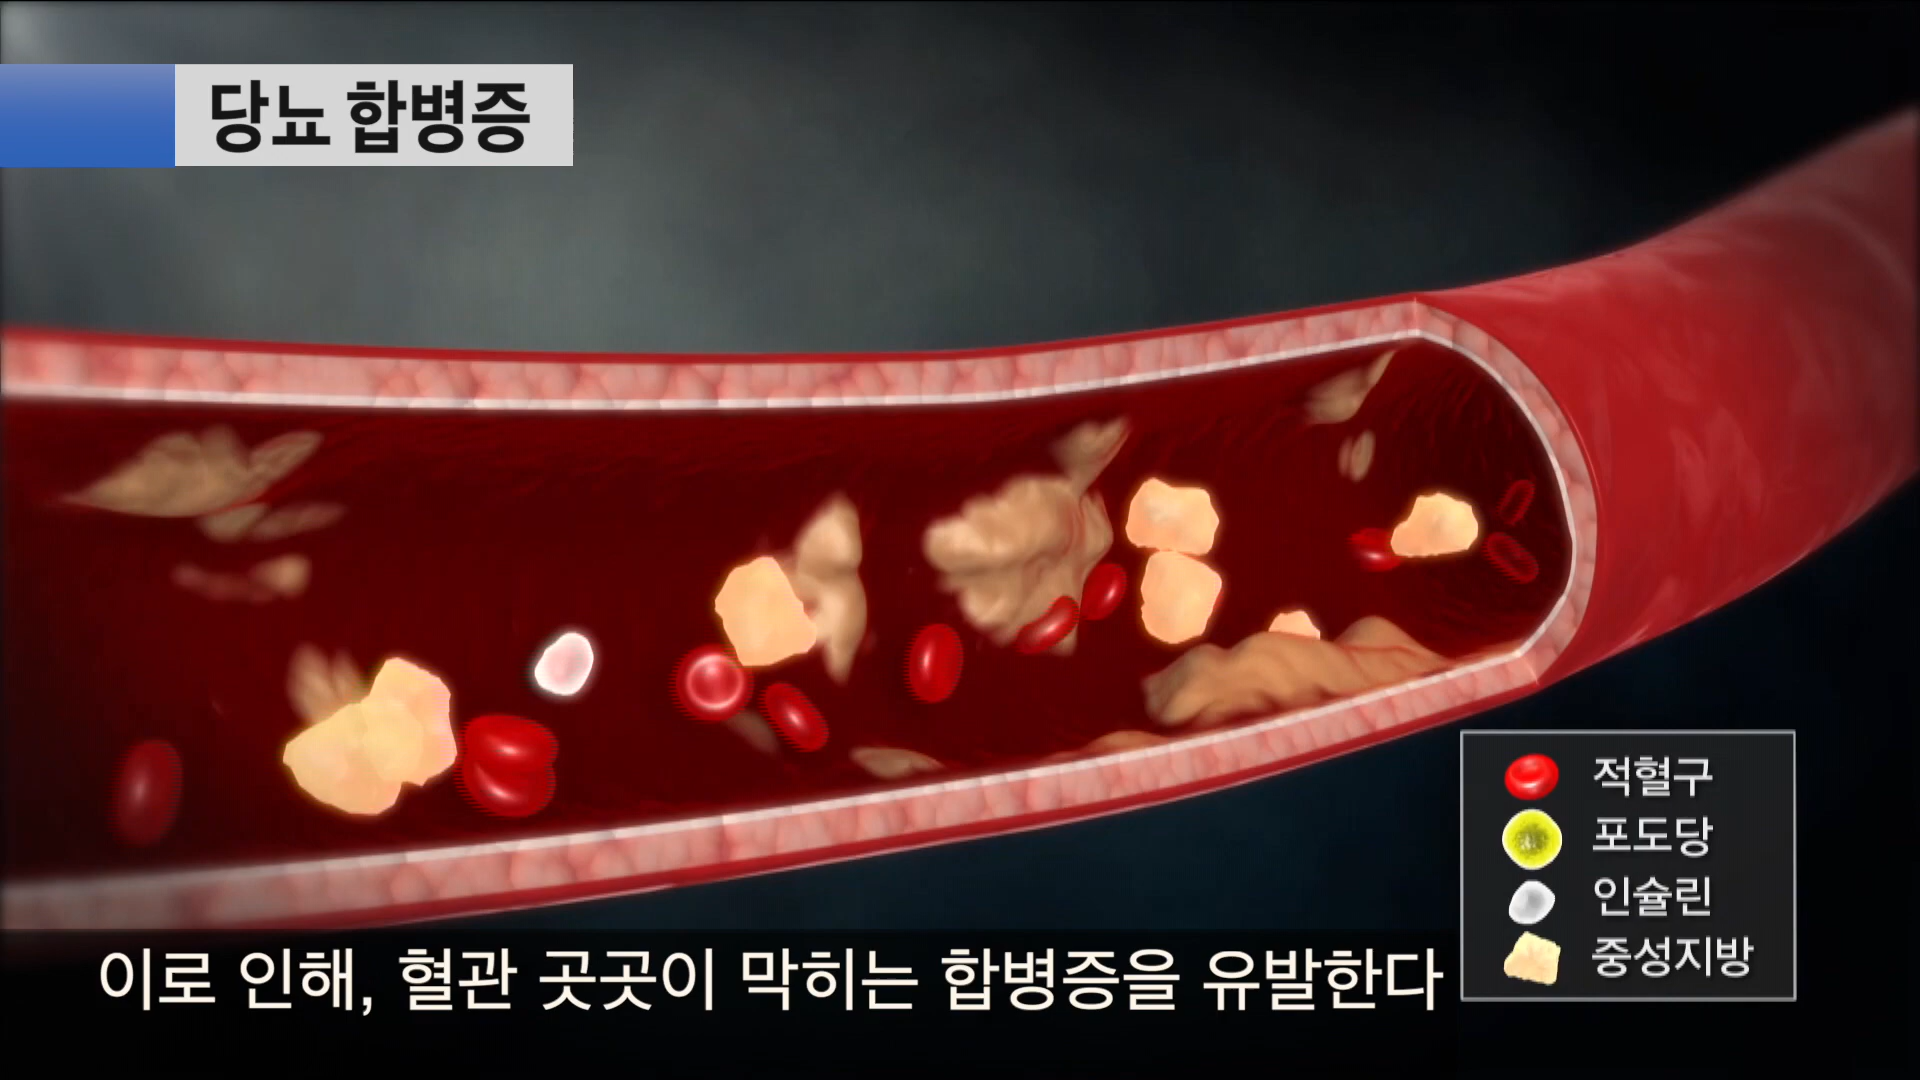 당뇨 합병증
적혈구
포도당
인슐린
중성지방
이로 인해, 혈관 곳곳이 막히는 합병증을 유발한다